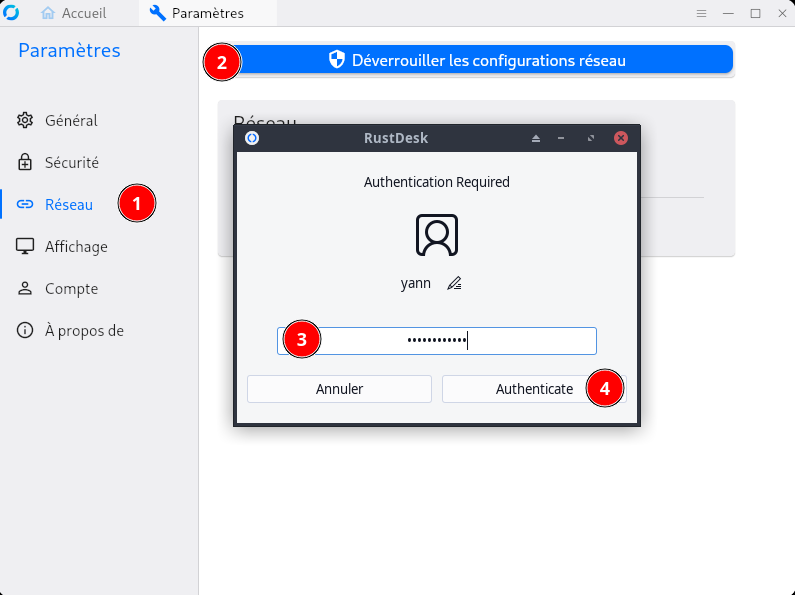 Accueil
Paramètres
Paramètres
2
Déverrouiller les configurations réseau
Général
Sécurité
Réseau
1
Affichage
Compte
À propos de
Réseau
RustDesk
Authentication Required
yann
3
••••••••••••
Annuler
Authenticate
4